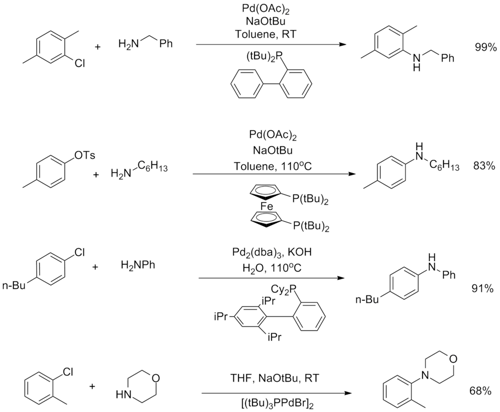 Pd(OAc)2
NaOtBu
Toluene, RT
Cl
+
H2N Ph
(tBu)2P
N
H
Ph
99%
Pd(OAc)2
NaOtBu
Toluene, 110°C
OTs
+
H2N C6H13
Fe
P(tBu)2
P(tBu)2
H
N
C6H13
83%
Pd2(dba)3, KOH
H2O, 110°C
Cl
n-Bu
+
H2NPh
Cy2P
iPr
iPr
iPr
H
N
Ph
n-Bu
91%
THF, NaOtBu, RT
[(tBu)3PPdBr]2
Cl
+
O
HN
N
O
68%